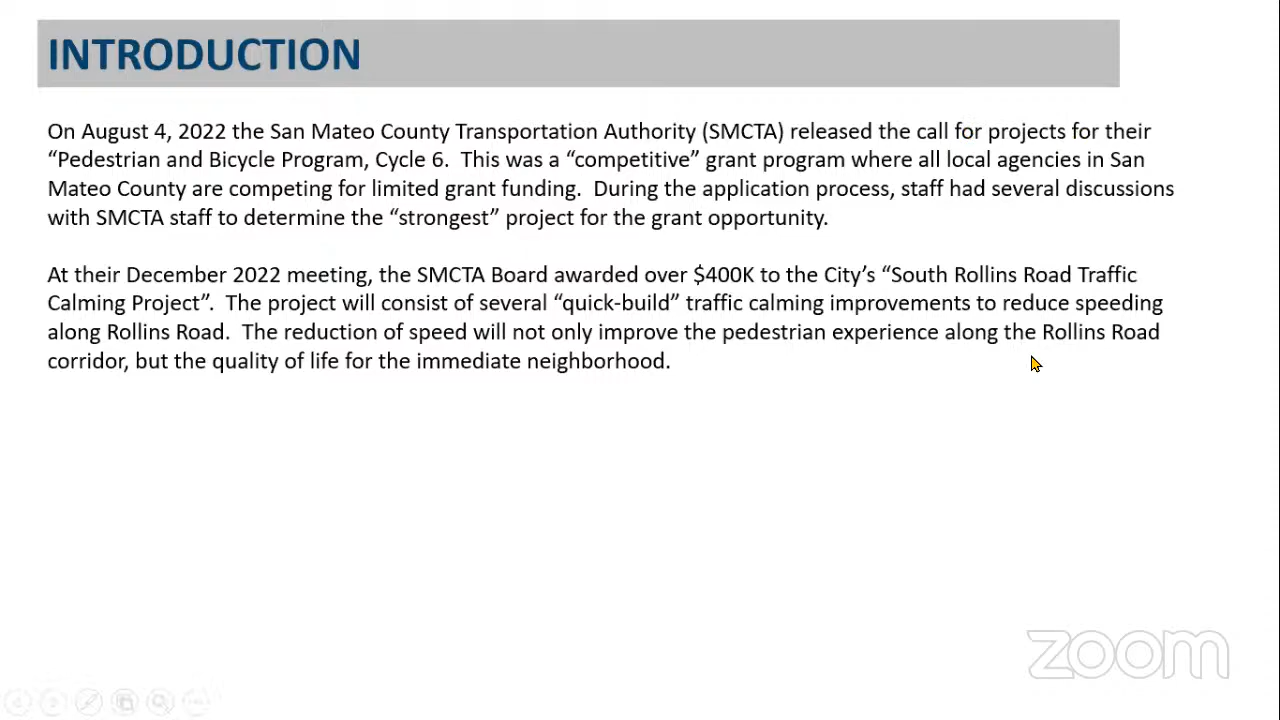 INTRODUCTION
On August 4, 2022 the San Mateo County Transportation Authority (SMCTA) released the call for projects for their
“Pedestrian and Bicycle Program, Cycle 6.  This was a “competitive” grant program where all local agencies in San
Mateo County are competing for limited grant funding.  During the application process, staff had several discussions
with SMCTA staff to determine the “strongest” project for the grant opportunity.
At their December 2022 meeting, the SMCTA Board awarded over $400K to the City’s “South Rollins Road Traffic
Calming Project”.  The project will consist of several “quick-build” traffic calming improvements to reduce speeding
along Rollins Road.  The reduction of speed will not only improve the pedestrian experience along the Rollins Road
corridor, but the quality of life for the immediate neighborhood.
zoom